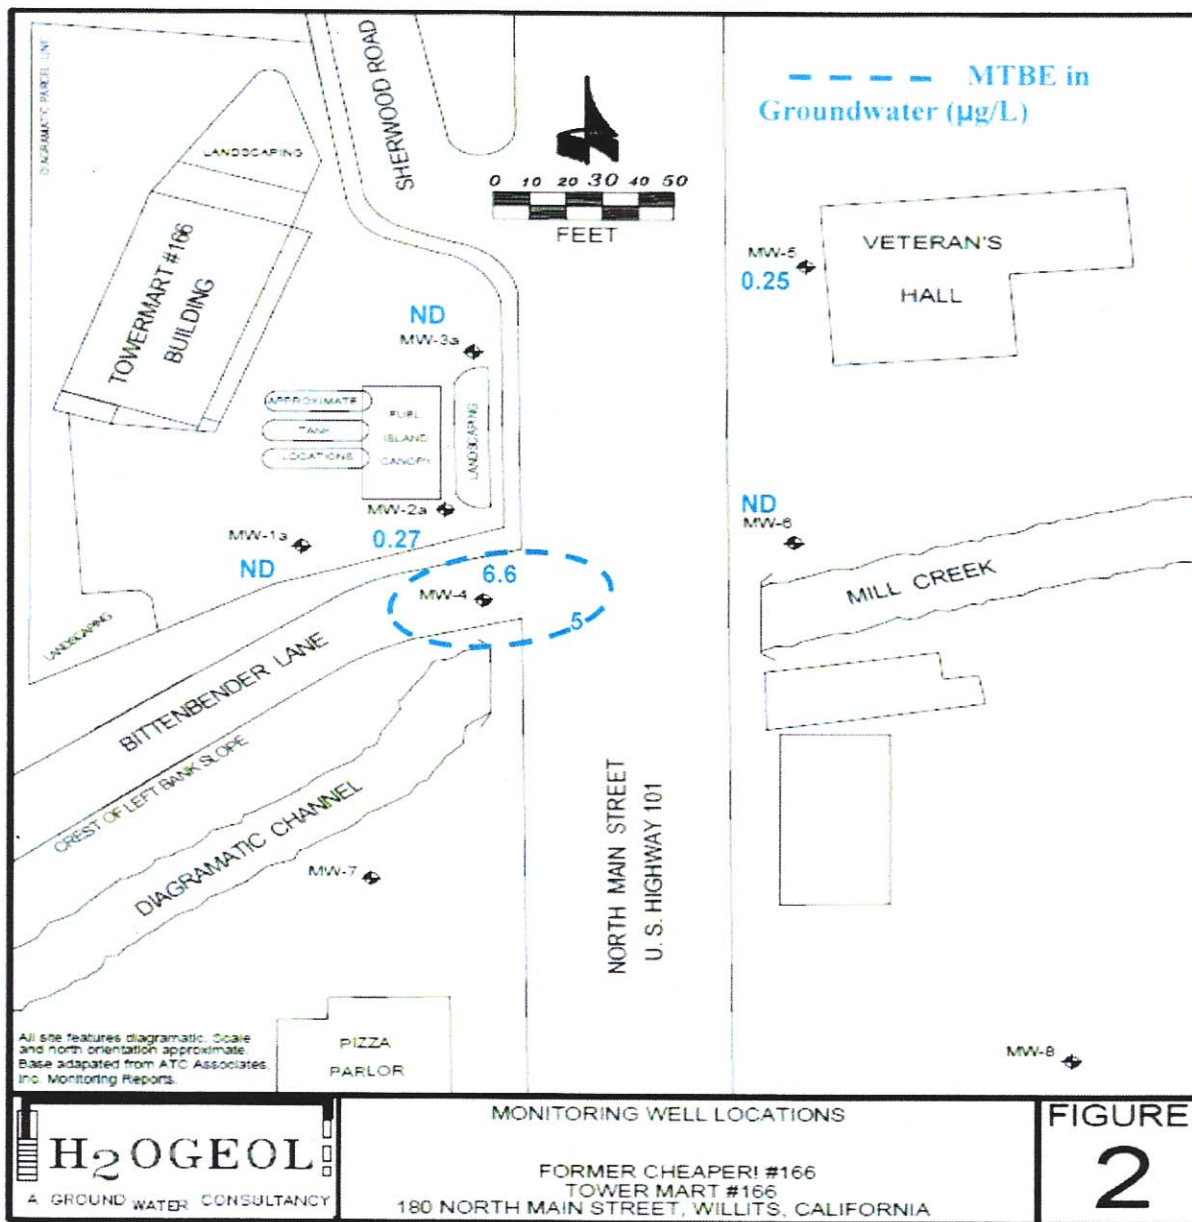 DIAGRAMATIC PARCEL LINE
LANDSCAPING
SHERWOOD ROAD
MTBE in
Groundwater (µg/L)
0 10 20 30 40 50
FEET
TOWERMART #166
BUILDING
MW-5
0.25
VETERAN'S
HALL
ND
MW-3a
APPROXIMATE
TANK
LOCATIONS
FUEL
ISLAND
CANOPY
LANDSCAPING
MW-2a
0.27
MW-1a
ND
ND
MW-6
MILL CREEK
6.6
MW-4
5
LANDSCAPING
BITTENBENDER LANE
CREST OF LEFT BANK SLOPE
DIAGRAMATIC CHANNEL
MW-7
NORTH MAIN STREET
U.S. HIGHWAY 101
All site features diagramatic. Scale
and north orientation approximate.
Base adapated from ATC Associates,
Inc. Monitoring Reports.
PIZZA
PARLOR
MW-8
H2OGEOL
A GROUND WATER CONSULTANCY
MONITORING WELL LOCATIONS
FORMER CHEAPER! #166
TOWER MART #166
180 NORTH MAIN STREET, WILLITS, CALIFORNIA
FIGURE
2